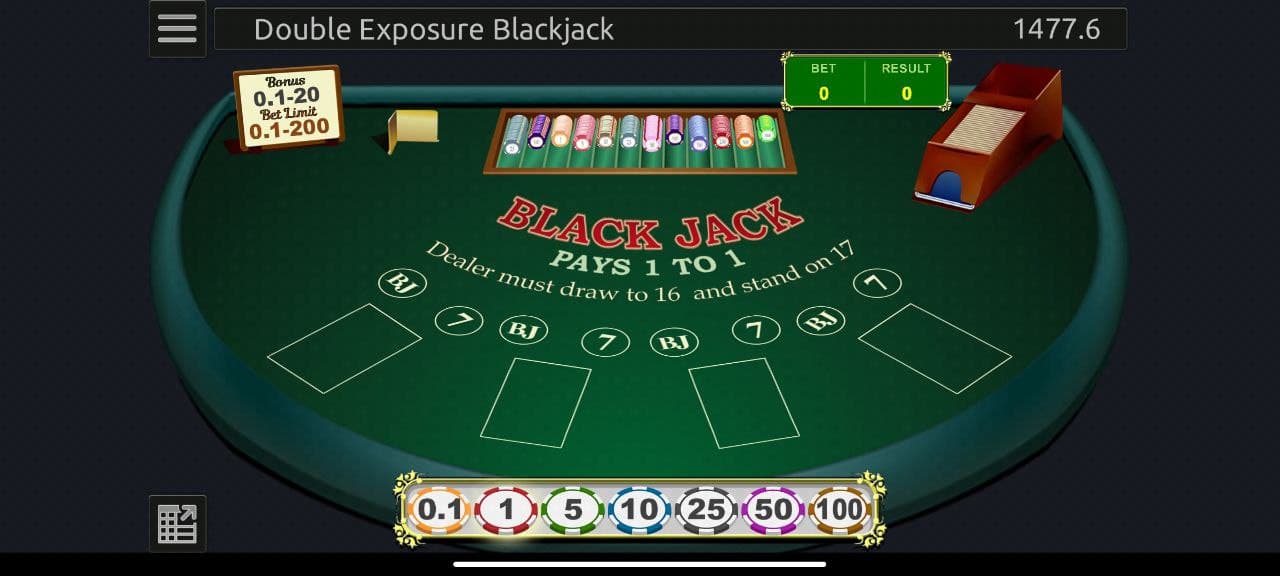 Double Exposure Blackjack
1477.6
Bonus
0.1-20
Bet Limit
0.1-200
BET
RESULT
0
0
BLACK JACK
PAYS 1 TO 1
Dealer must draw to 16 and stand on 17
BJ
7
BJ
7
BJ
7
BJ
7
0.1
1
5
10
25
50
100